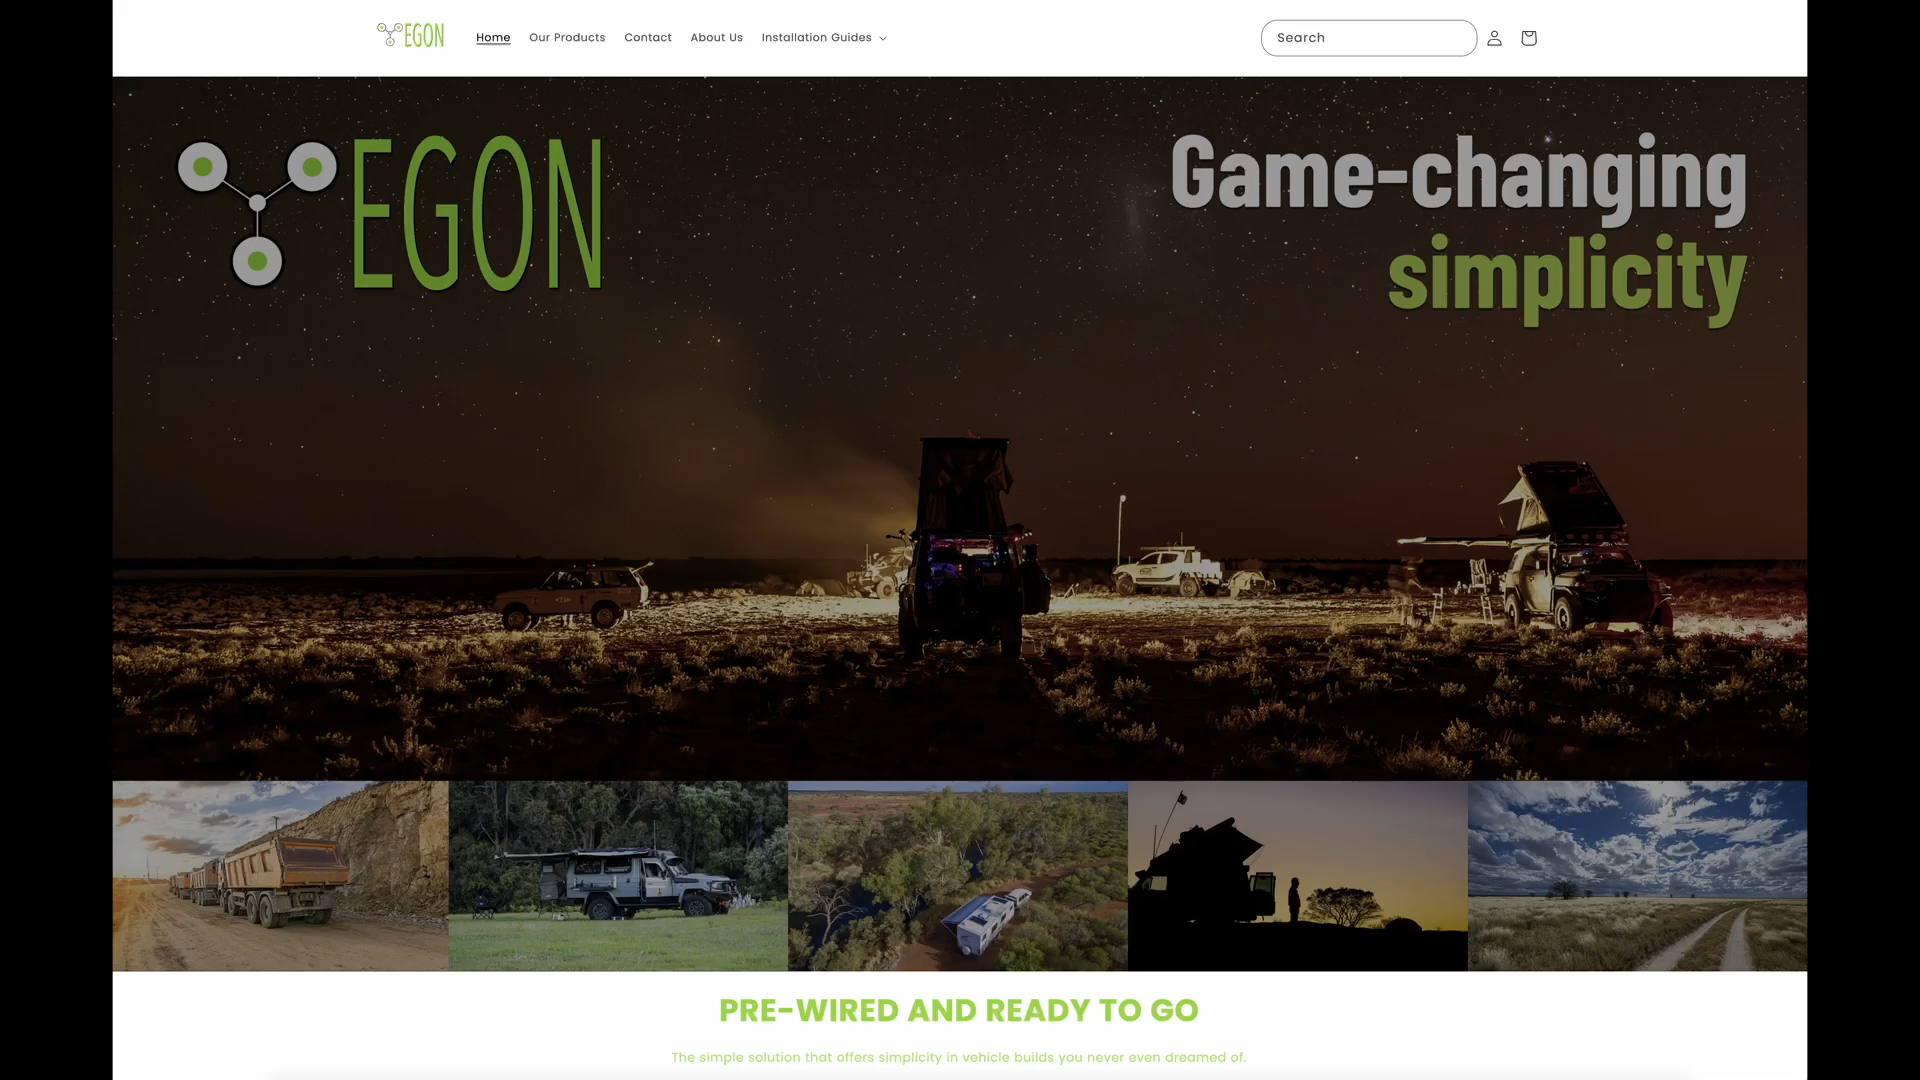 EGON
Home
Our Products
Contact
About Us
Installation Guides
Search
EGON
Game-changing
simplicity
PRE-WIRED AND READY TO GO
The simple solution that offers simplicity in vehicle builds you never even dreamed of.